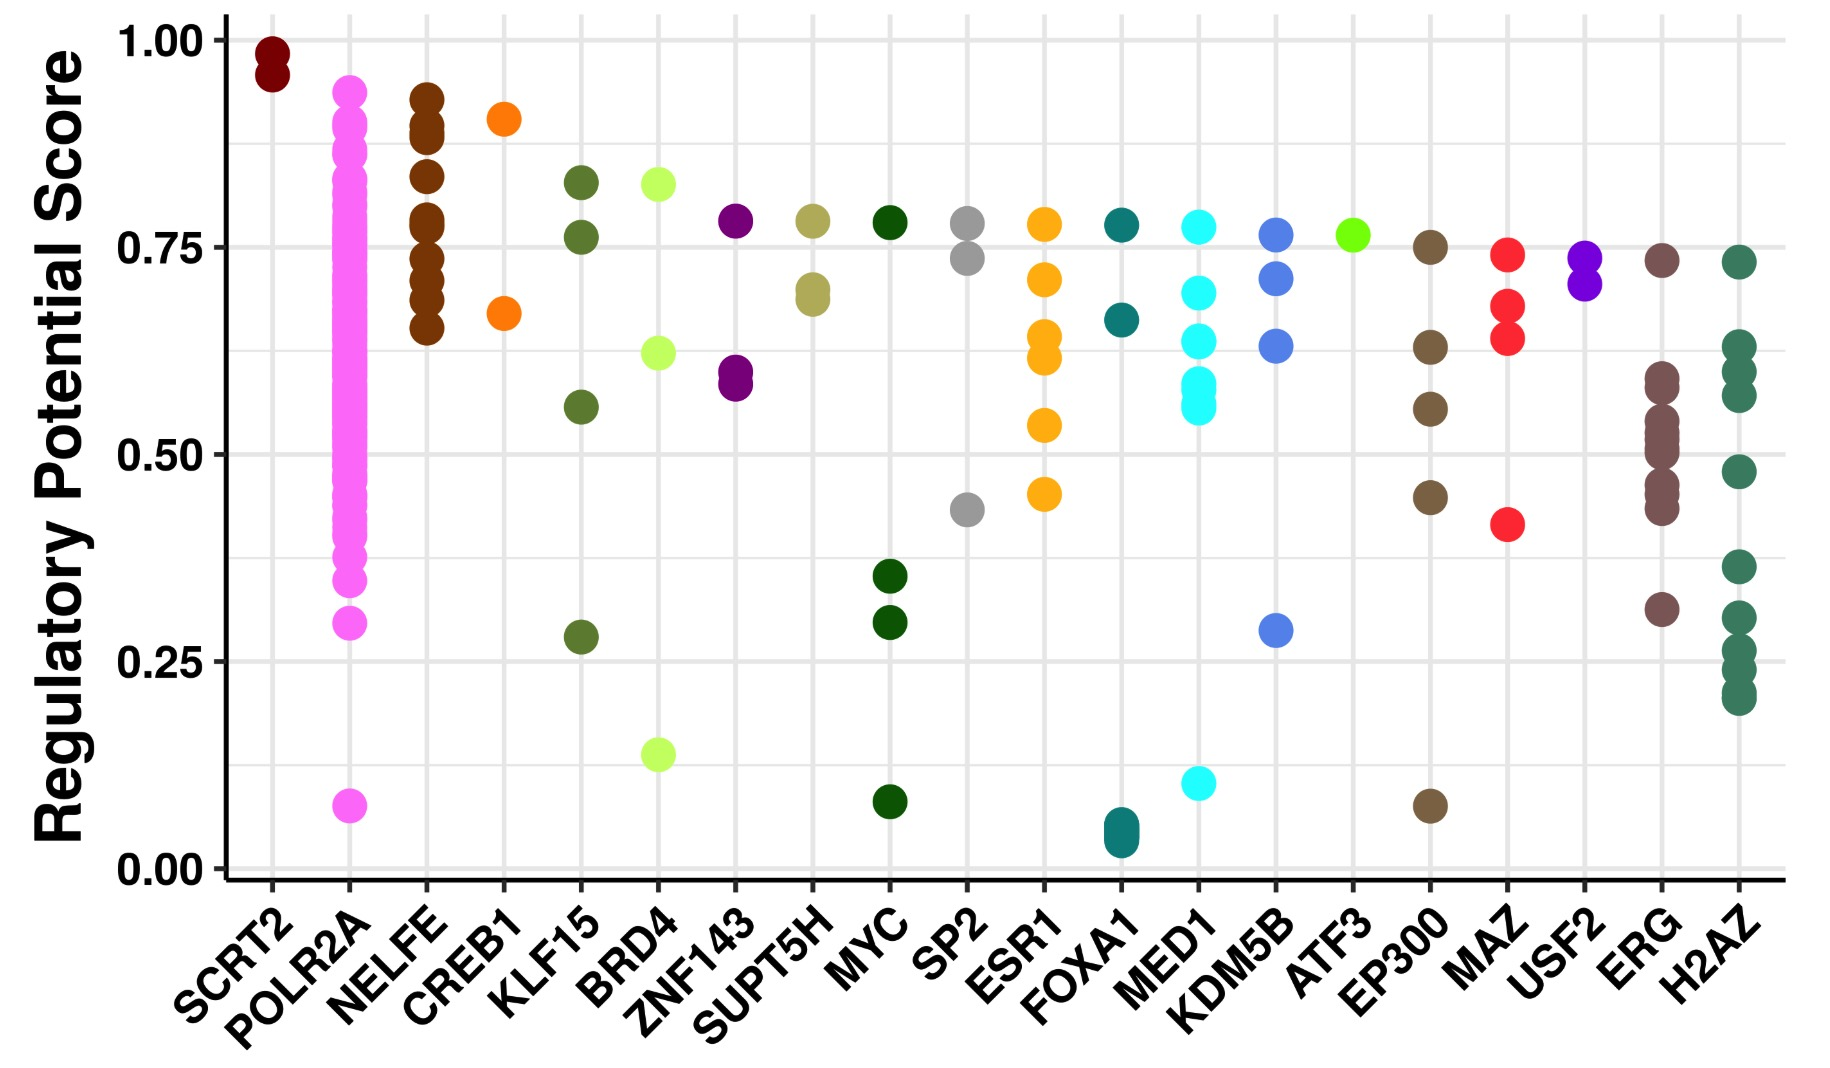 Regulatory Potential Score
1.00
0.75
0.50
0.25
0.00
SCRT2
POLR2A
NELFE
CREB1
KLF15
BRD4
ZNF143
SUPT5H
MYC
SP2
ESR1
FOXA1
MED1
KDM5B
ATF3
EP300
MAZ
USF2
ERG
H2AZ